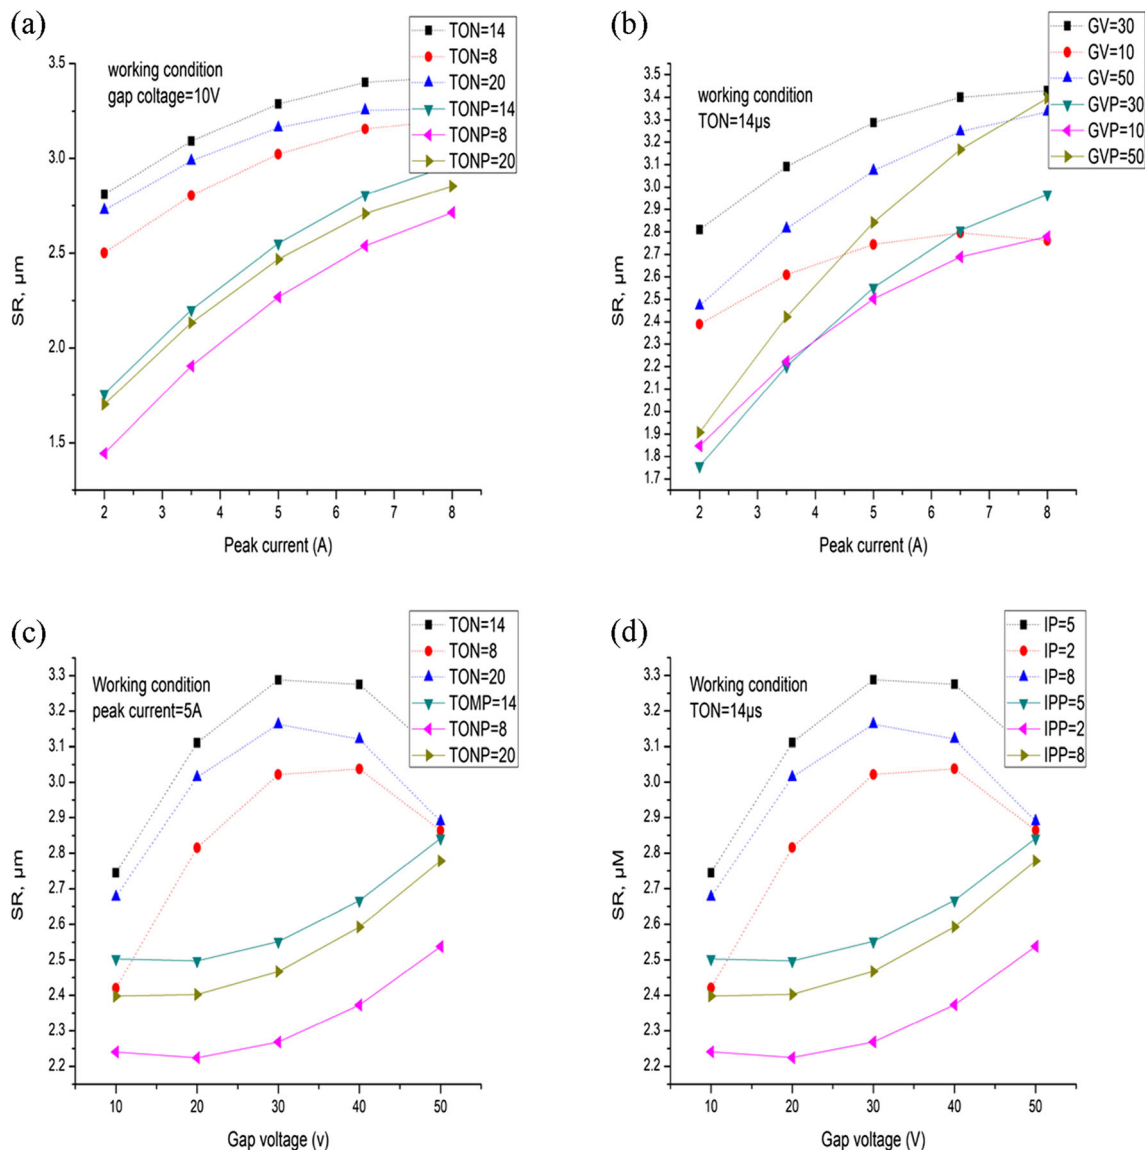 (a)
TON=14
TON=8
TON=20
TONP=14
TONP=8
TONP=20
working condition
gap coltage=10V
3.5
3.0
2.5
2.0
1.5
SR, μm
2 3 4 5 6 7 8
Peak current (A)
(b)
GV=30
GV=10
GV=50
GVP=30
GVP=10
GVP=50
working condition
TON=14μs
3.5
3.4
3.3
3.2
3.1
3.0
2.9
2.8
2.7
2.6
2.5
2.4
2.3
2.2
2.1
2.0
1.9
1.8
1.7
SR, μm
2 3 4 5 6 7 8
Peak current (A)
(c)
TON=14
TON=8
TON=20
TOMP=14
TONP=8
TONP=20
Working condition
peak current=5A
3.3
3.2
3.1
3.0
2.9
2.8
2.7
2.6
2.5
2.4
2.3
2.2
SR, μm
10 20 30 40 50
Gap voltage (v)
(d)
IP=5
IP=2
IP=8
IPP=5
IPP=2
IPP=8
Working condition
TON=14μs
3.3
3.2
3.1
3.0
2.9
2.8
2.7
2.6
2.5
2.4
2.3
2.2
SR, μM
10 20 30 40 50
Gap voltage (V)